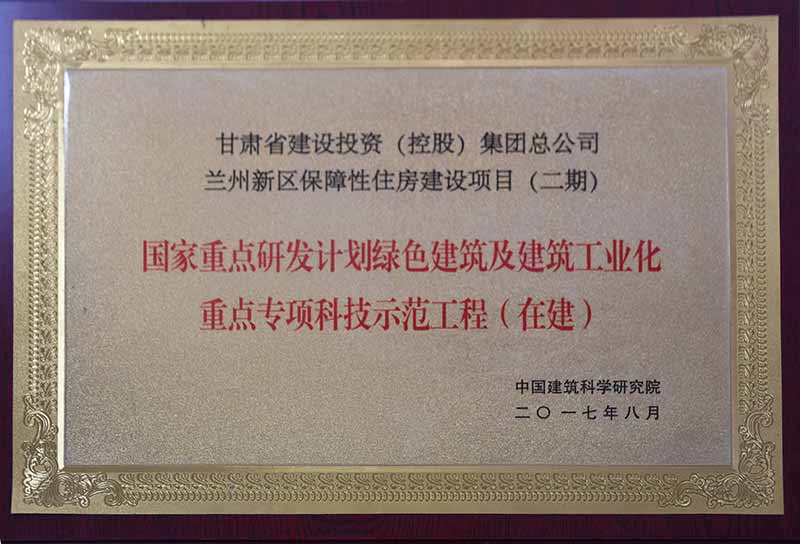 甘肃省建设投资（控股）集团总公司
兰州新区保障性住房建设项目（二期）
国家重点研发计划绿色建筑及建筑工业化
重点专项科技示范工程（在建）
中国建筑科学研究院
二〇一七年八月